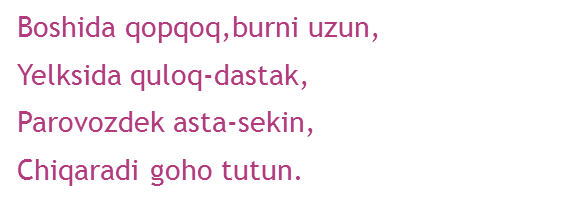 Boshida qopqoq,burni uzun,
Yelksida quloq-dastak,
Parovozdek asta-sekin,
Chiqaradi goho tutun.